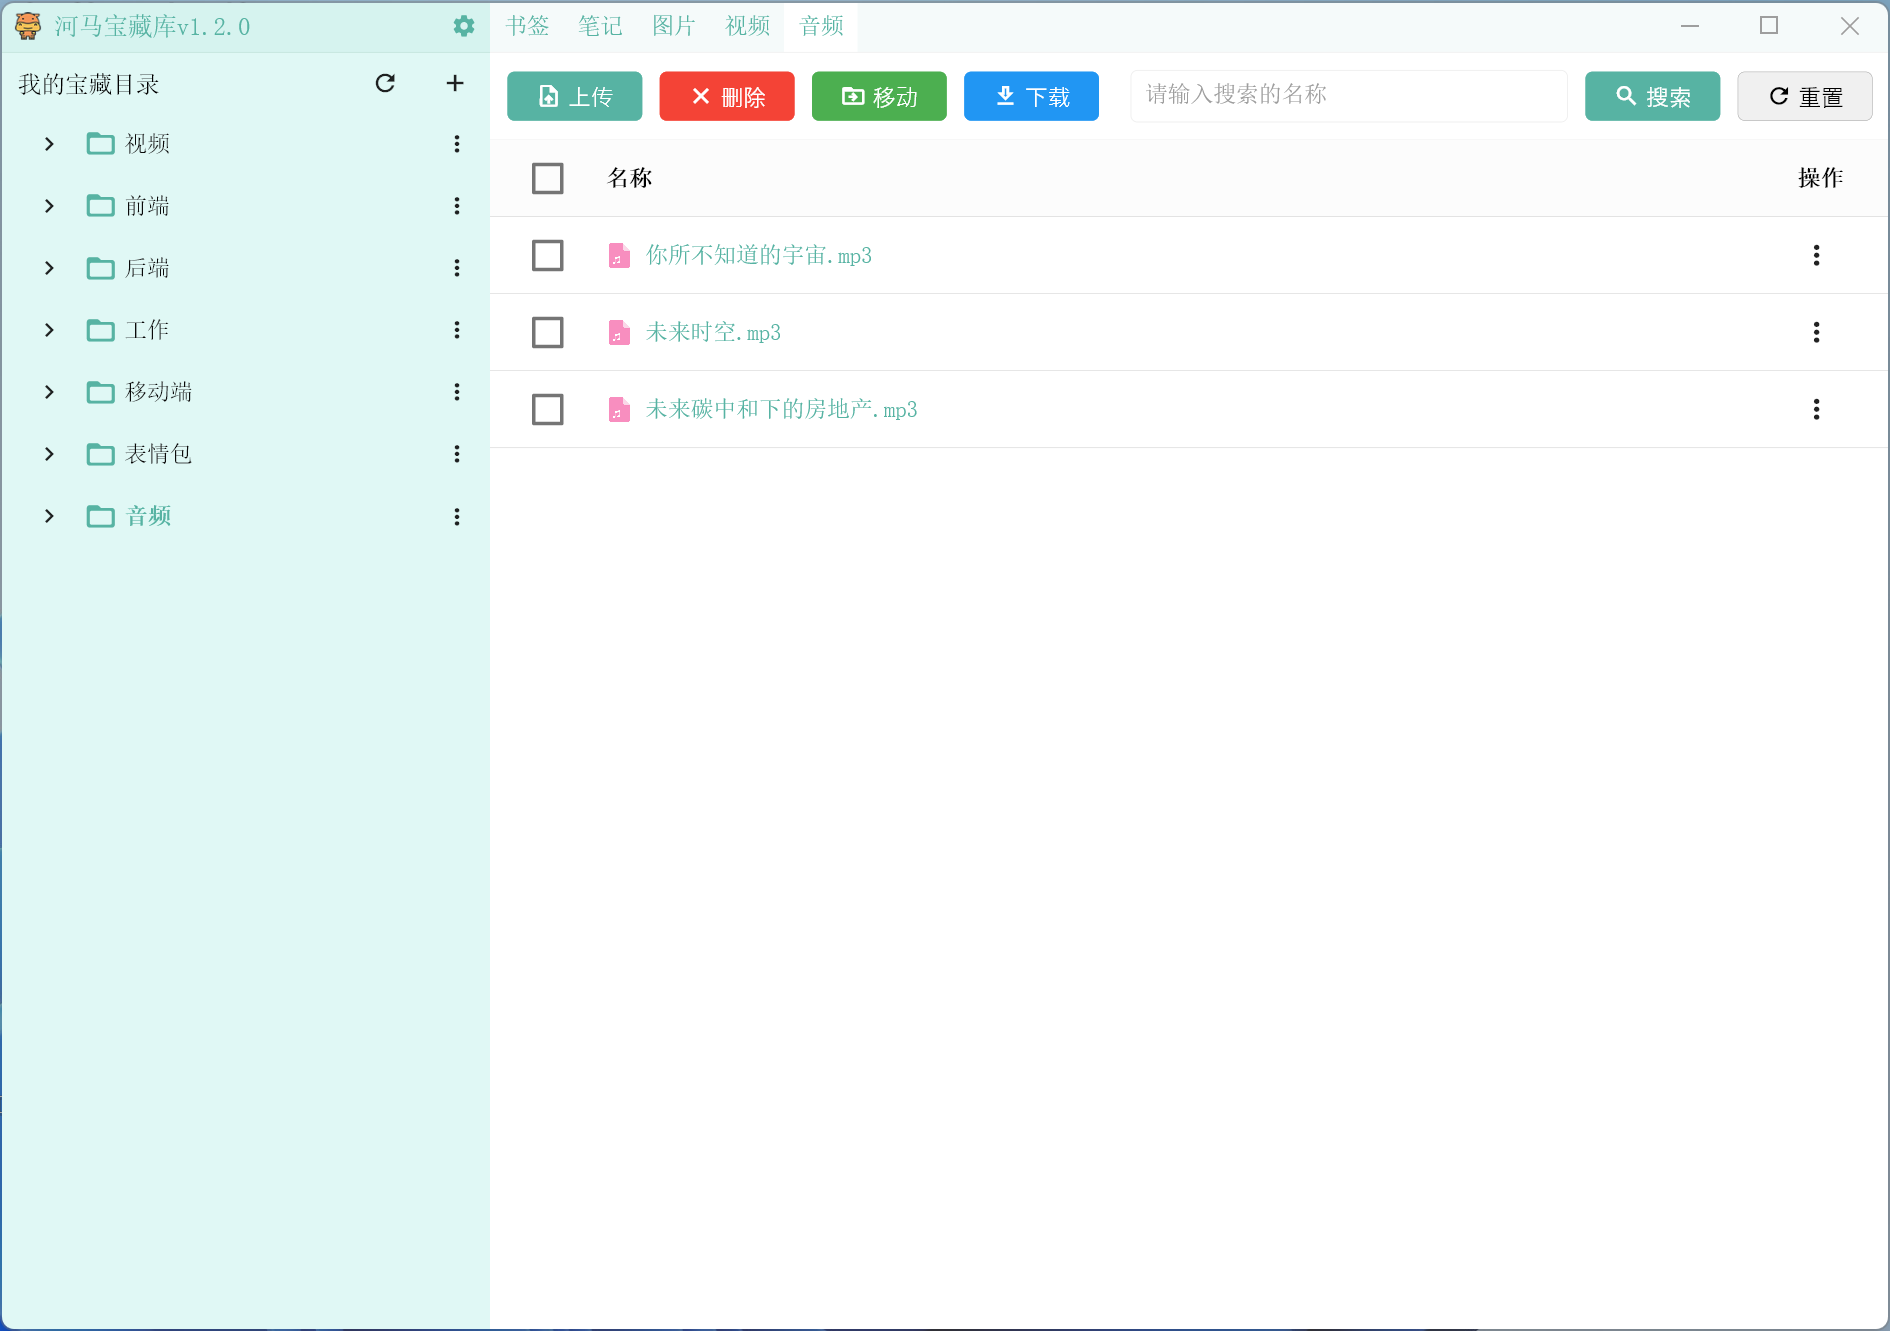 河马宝藏库v1.2.0
书签 笔记 图片 视频 音频
我的宝藏目录
视频
前端
后端
工作
移动端
表情包
音频
上传 删除 移动 下载 请输入搜索的名称 搜索 重置
名称 操作
你所不知道的宇宙.mp3
未来时空.mp3
未来碳中和下的房地产.mp3